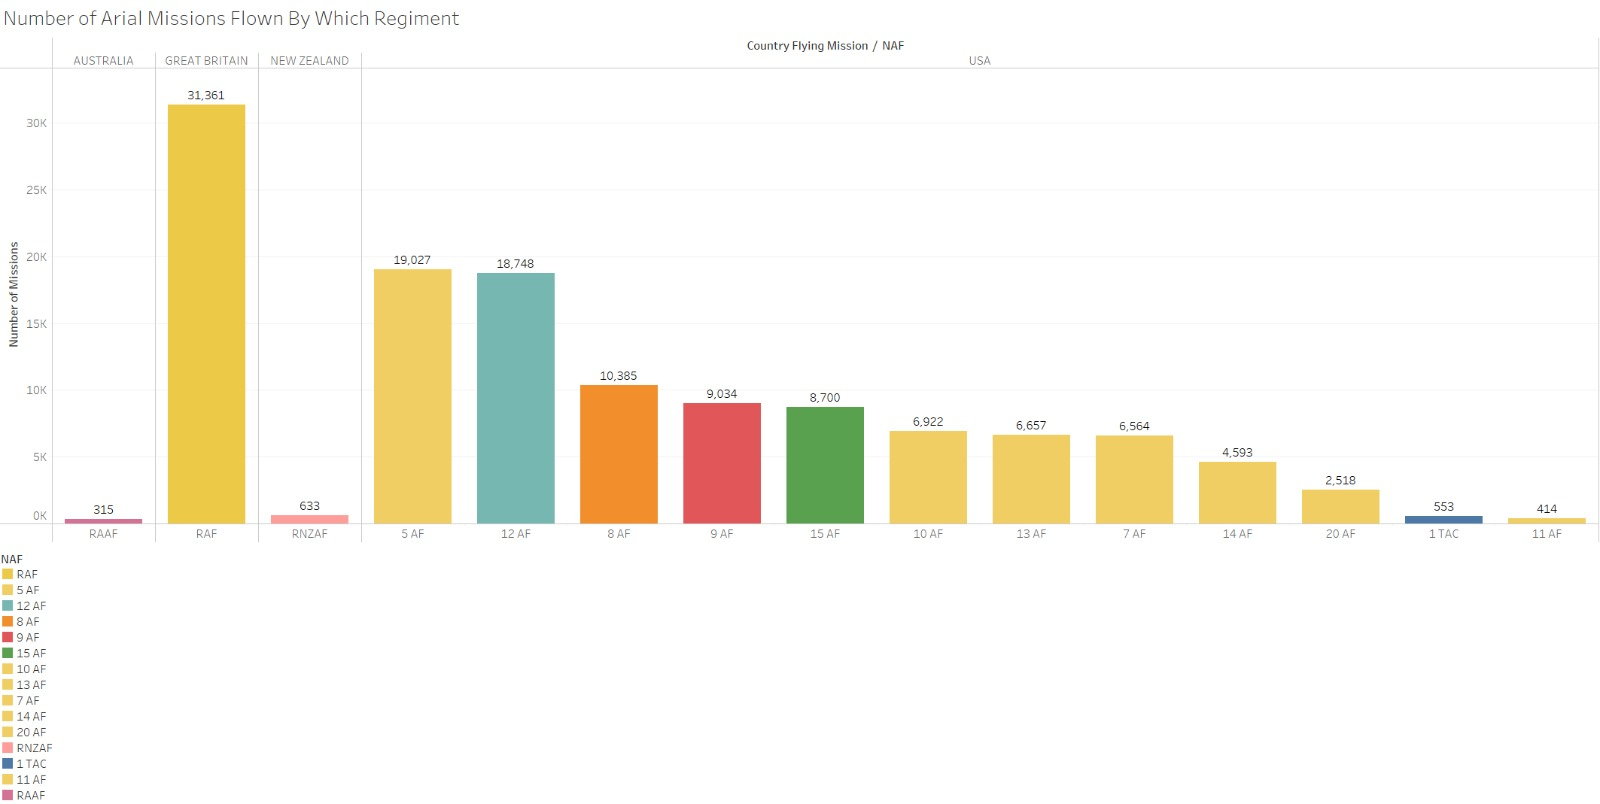 Number of Arial Missions Flown By Which Regiment
Country Flying Mission / NAF
AUSTRALIA GREAT BRITAIN NEW ZEALAND USA
31,361
30K
25K
20K
19,027
18,748
15K
10K
10,385
9,034
8,700
6,922
6,657
6,564
5K
4,593
2,518
0K
315
633
553
414
Number of Missions
RAAF RAF RNZAF 5 AF 12 AF 8 AF 9 AF 15 AF 10 AF 13 AF 7 AF 14 AF 20 AF 1 TAC 11 AF
NAF
RAF
5 AF
12 AF
8 AF
9 AF
15 AF
10 AF
13 AF
7 AF
14 AF
20 AF
RNZAF
1 TAC
11 AF
RAAF